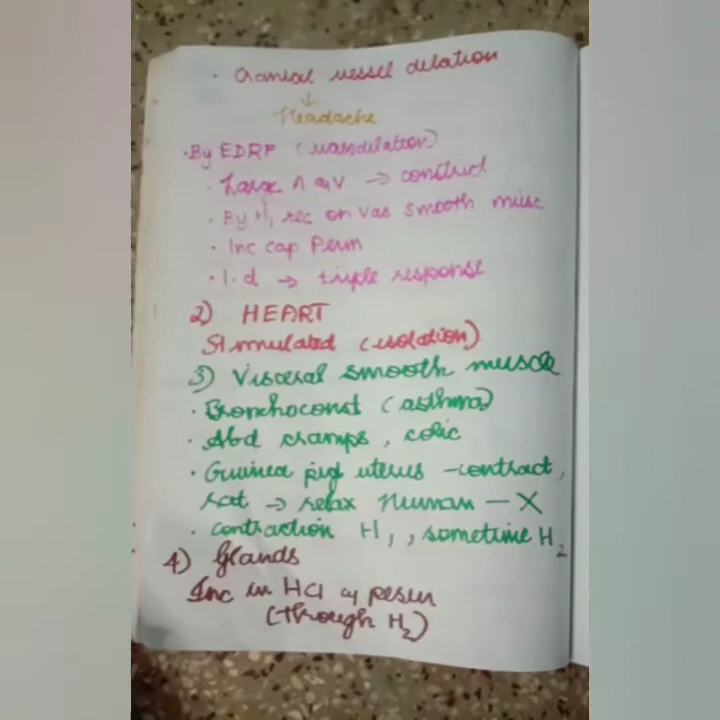 · Cranial vessel dilation
↓
Headache
· By EDRF (vasodilation)
· Large A & V → constrict
· By H₁ rec on vas smooth musc
· Inc cap Perm
· I.d → triple response
2) HEART
Stimulated (isolation)
3) Visceral smooth muscle
· Bronchoconst (asthma)
· Abd cramps, colic
· Guinea pig uterus - contract,
rat → relax Human - X
· contraction H₁, sometime H₂
4) Glands
Inc in HCl & pesin
(through H₂)